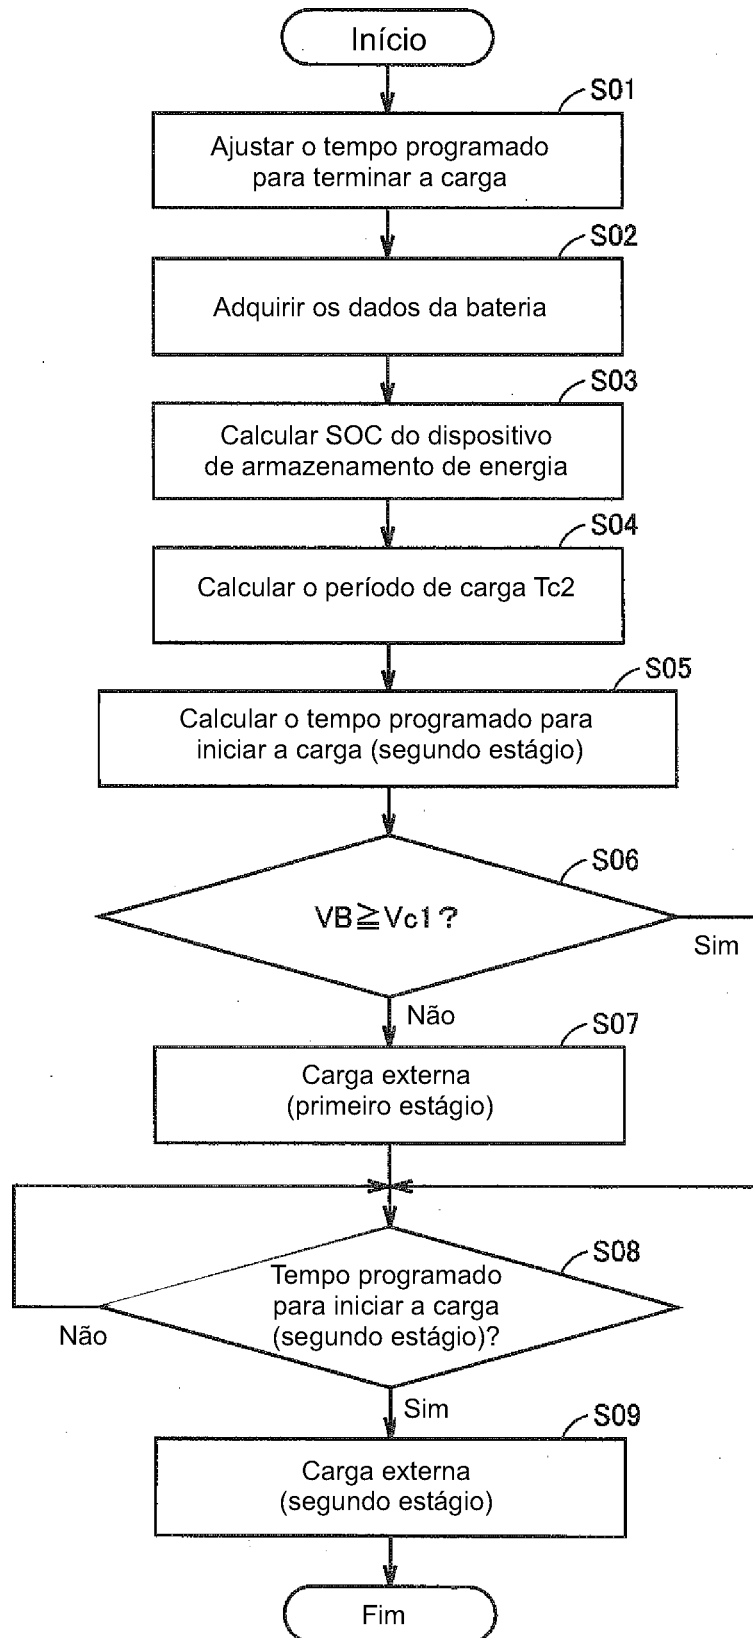 Início
S01
Ajustar o tempo programado
para terminar a carga
S02
Adquirir os dados da bateria
S03
Calcular SOC do dispositivo
de armazenamento de energia
S04
Calcular o período de carga Tc2
S05
Calcular o tempo programado para
iniciar a carga (segundo estágio)
S06
VB≧Vc1?
Sim
Não
S07
Carga externa
(primeiro estágio)
S08
Tempo programado
para iniciar a carga
(segundo estágio)?
Não
Sim
S09
Carga externa
(segundo estágio)
Fim